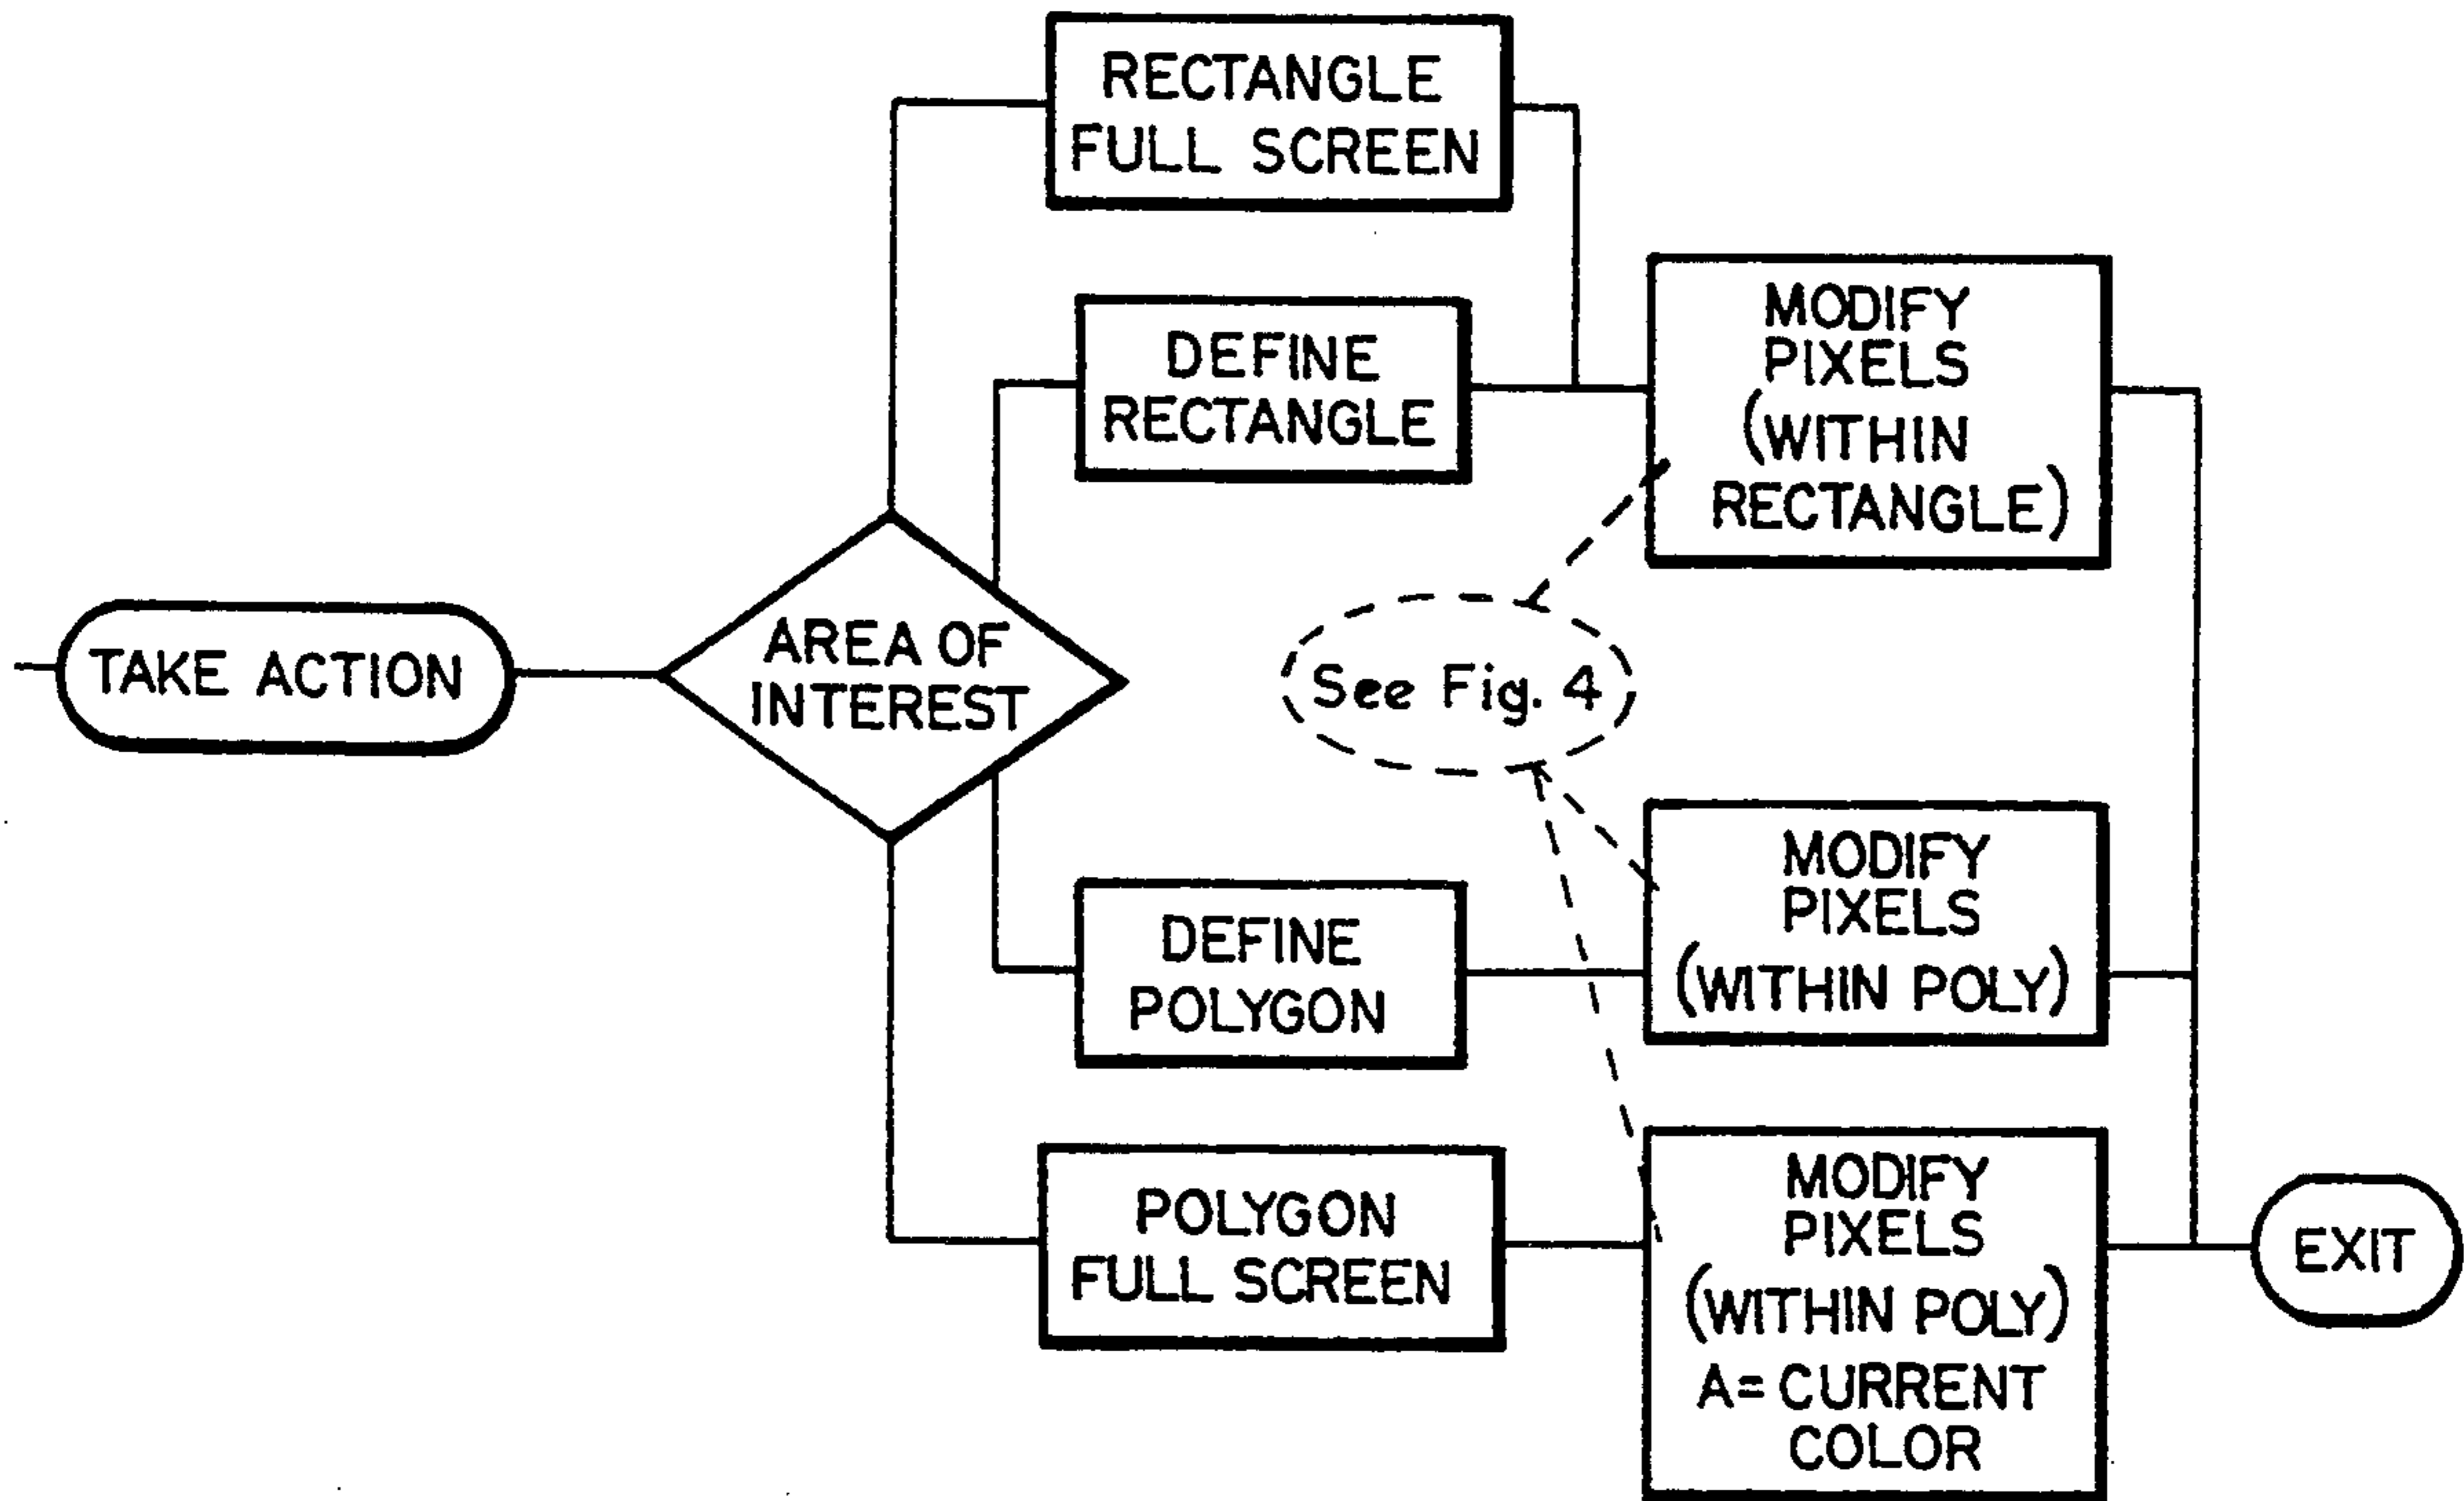 RECTANGLE
FULL SCREEN
DEFINE
RECTANGLE
MODIFY
PIXELS
(WITHIN
RECTANGLE)
TAKE ACTION
AREA OF
INTEREST
See Fig. 4
DEFINE
POLYGON
MODIFY
PIXELS
(WITHIN POLY)
POLYGON
FULL SCREEN
MODIFY
PIXELS
(WITHIN POLY)
A= CURRENT
COLOR
EXIT